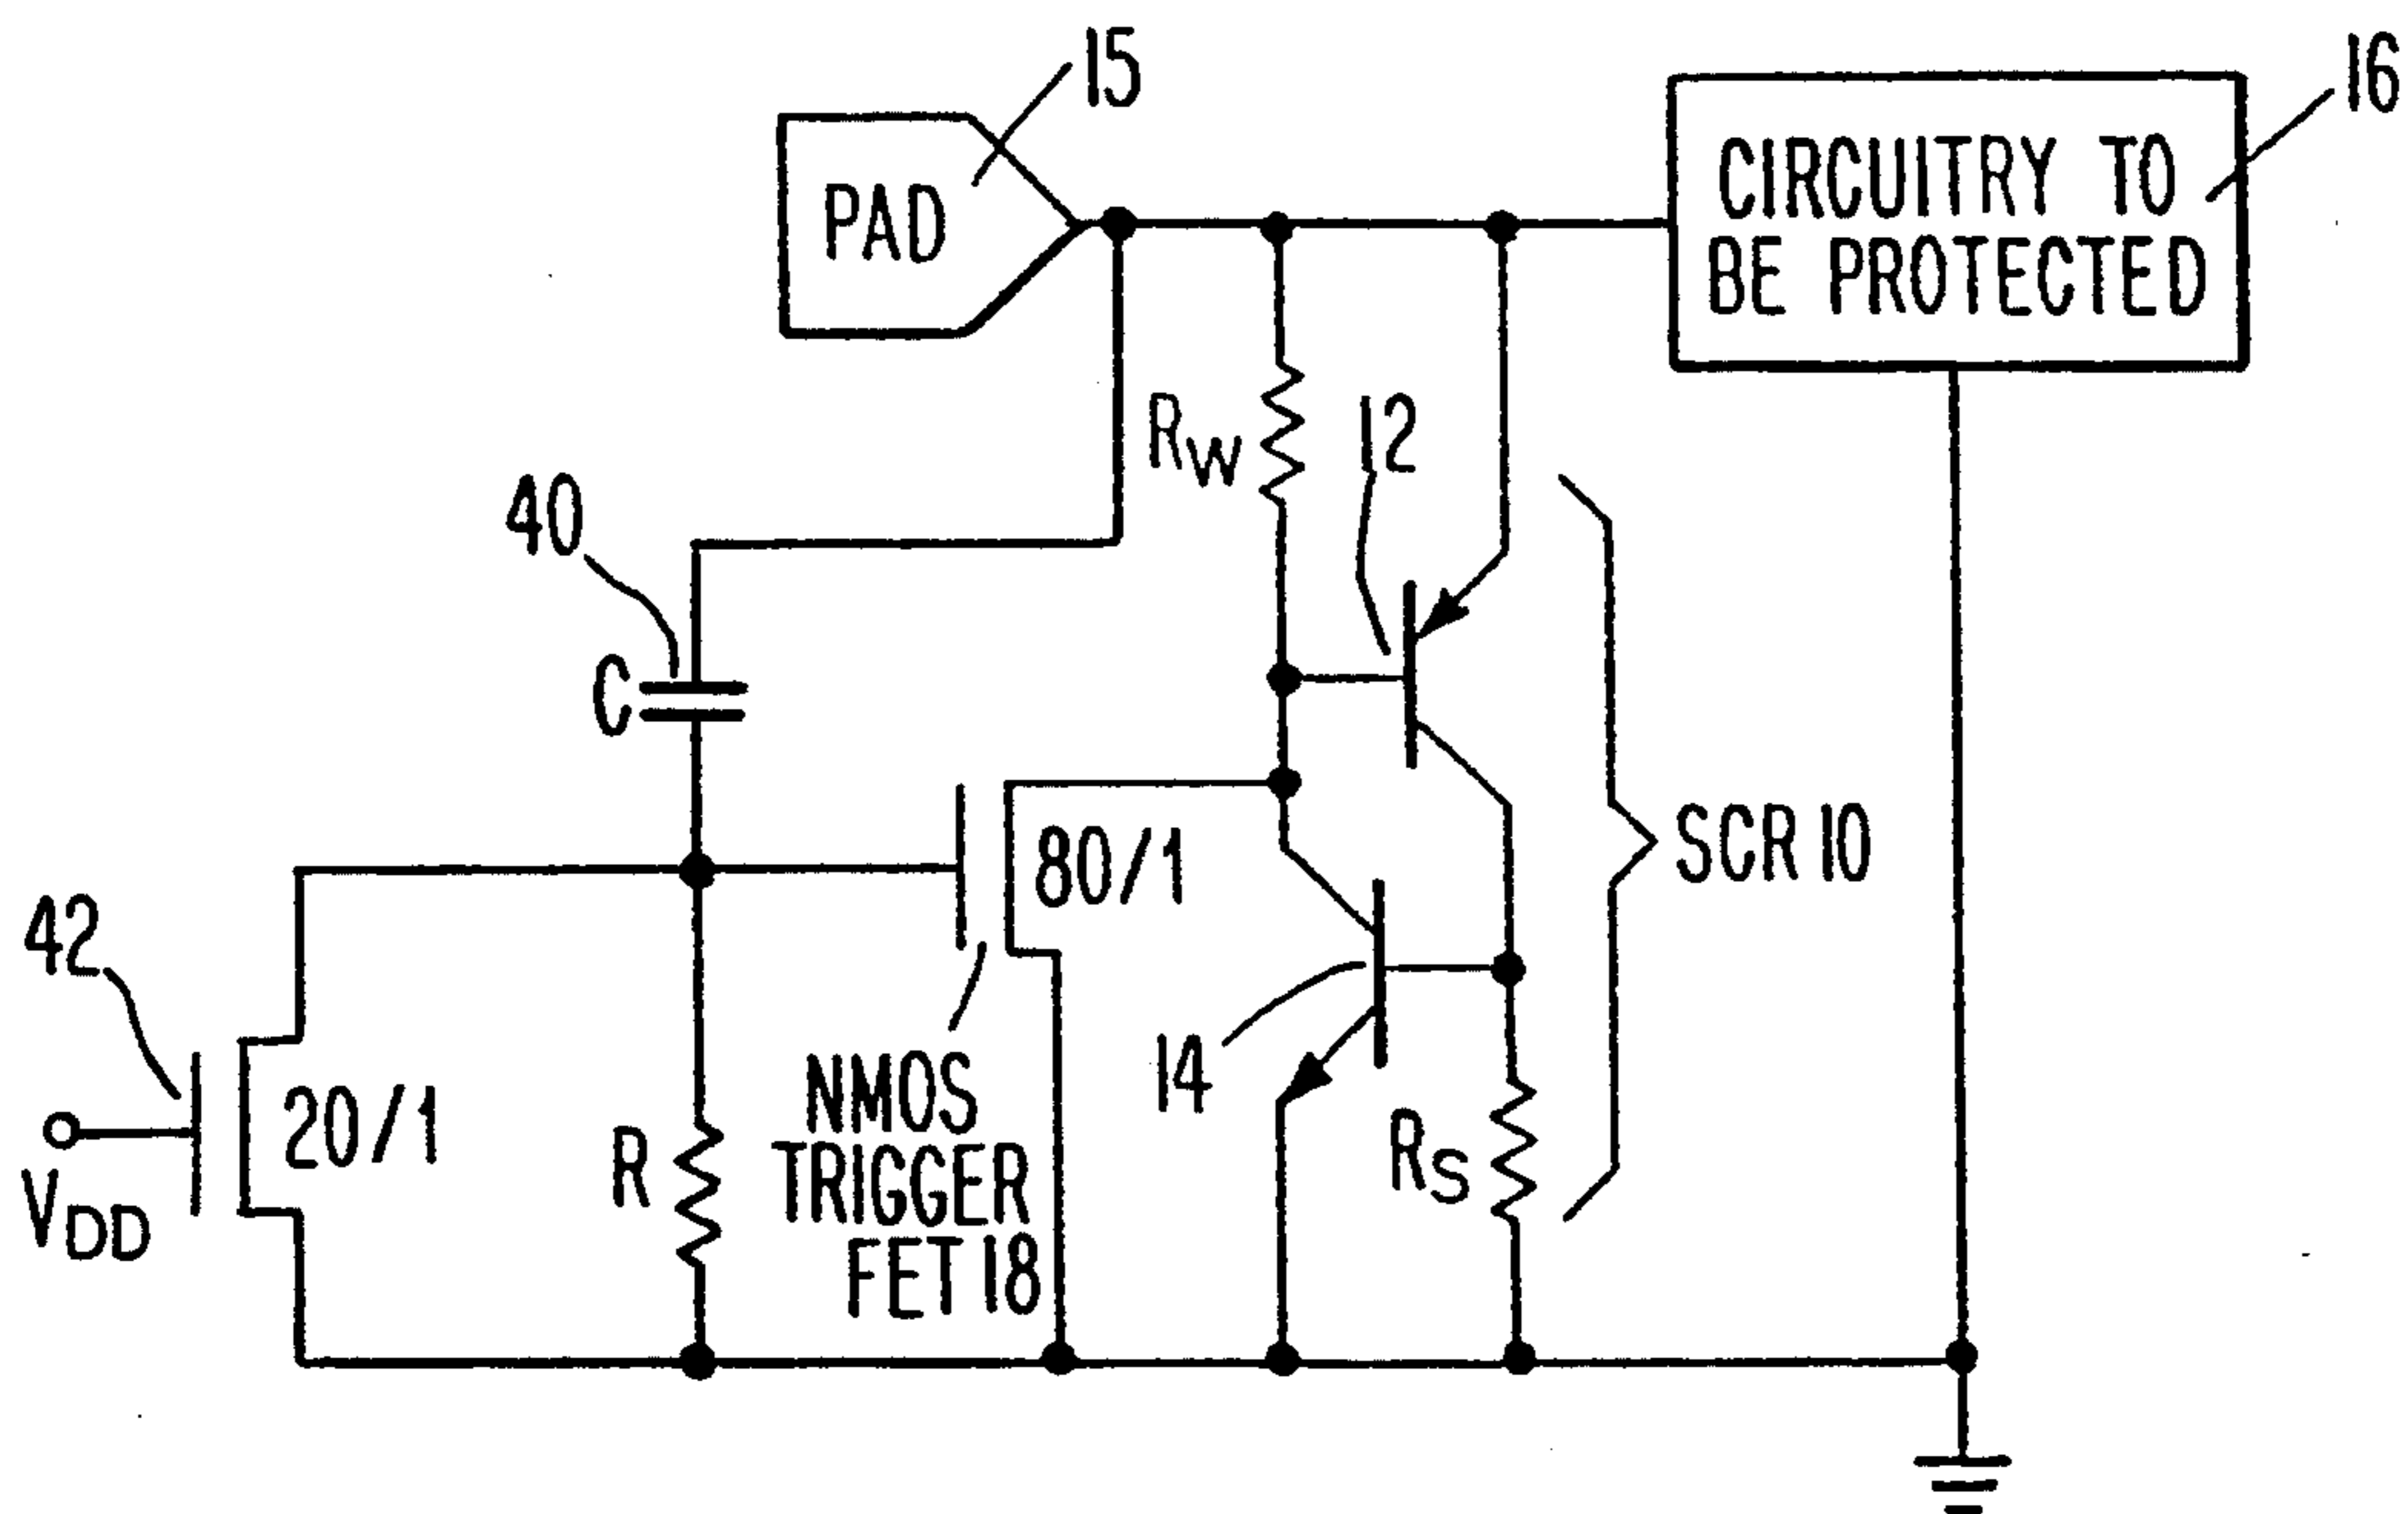 15
16
PAD
CIRCUITRY TO
BE PROTECTED
RW
12
40
C
SCR 10
80/1
42
14
NMOS
TRIGGER
FET 18
20/1
R
RS
VDD